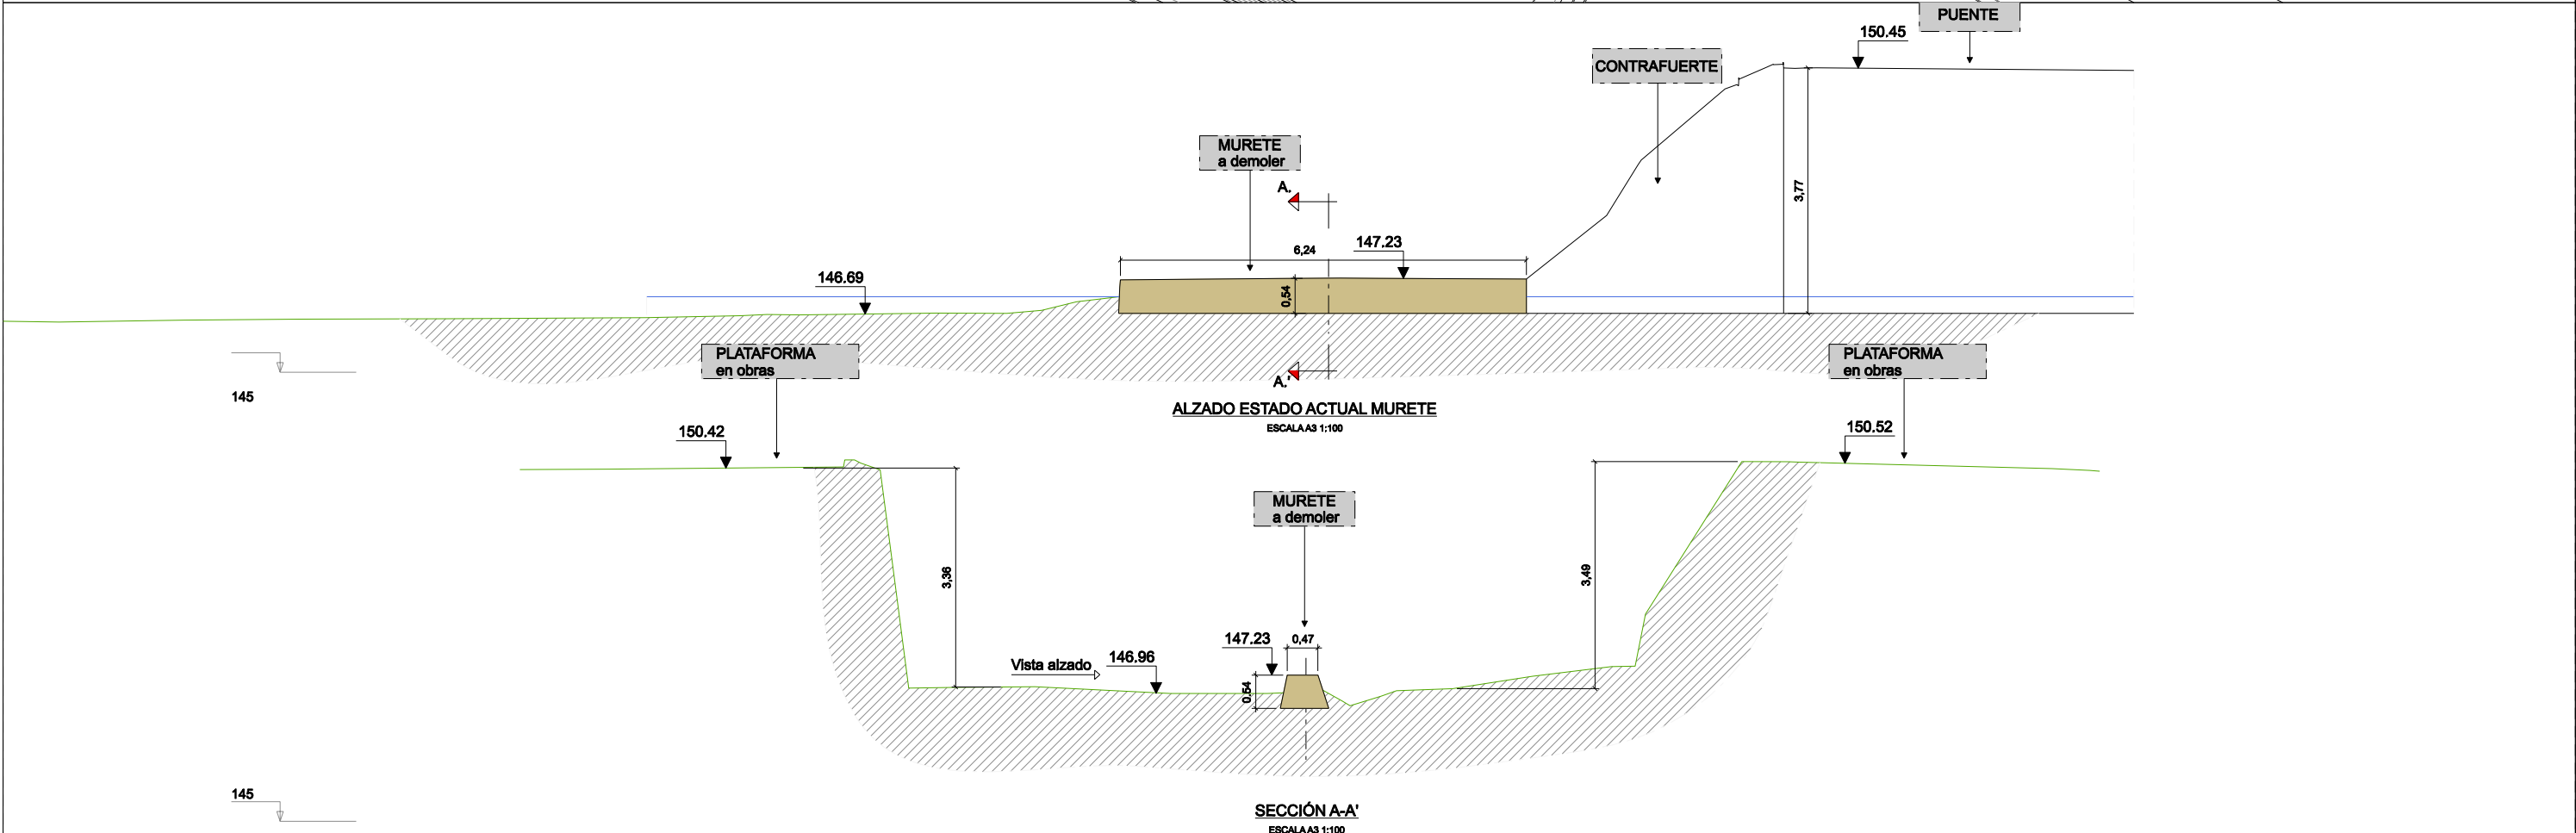 PUENTE
150.45
CONTRAFUERTE
MURETE
a demoler
A.
3,77
6,24
147.23
146.69
0,54
PLATAFORMA
en obras
PLATAFORMA
en obras
A.'
145
ALZADO ESTADO ACTUAL MURETE
ESCALA A3 1:100
150.42
150.52
MURETE
a demoler
3,36
3,49
147.23
0,47
Vista alzado
146.96
0.54
145
SECCIÓN A-A'
ESCALA A3 1:100